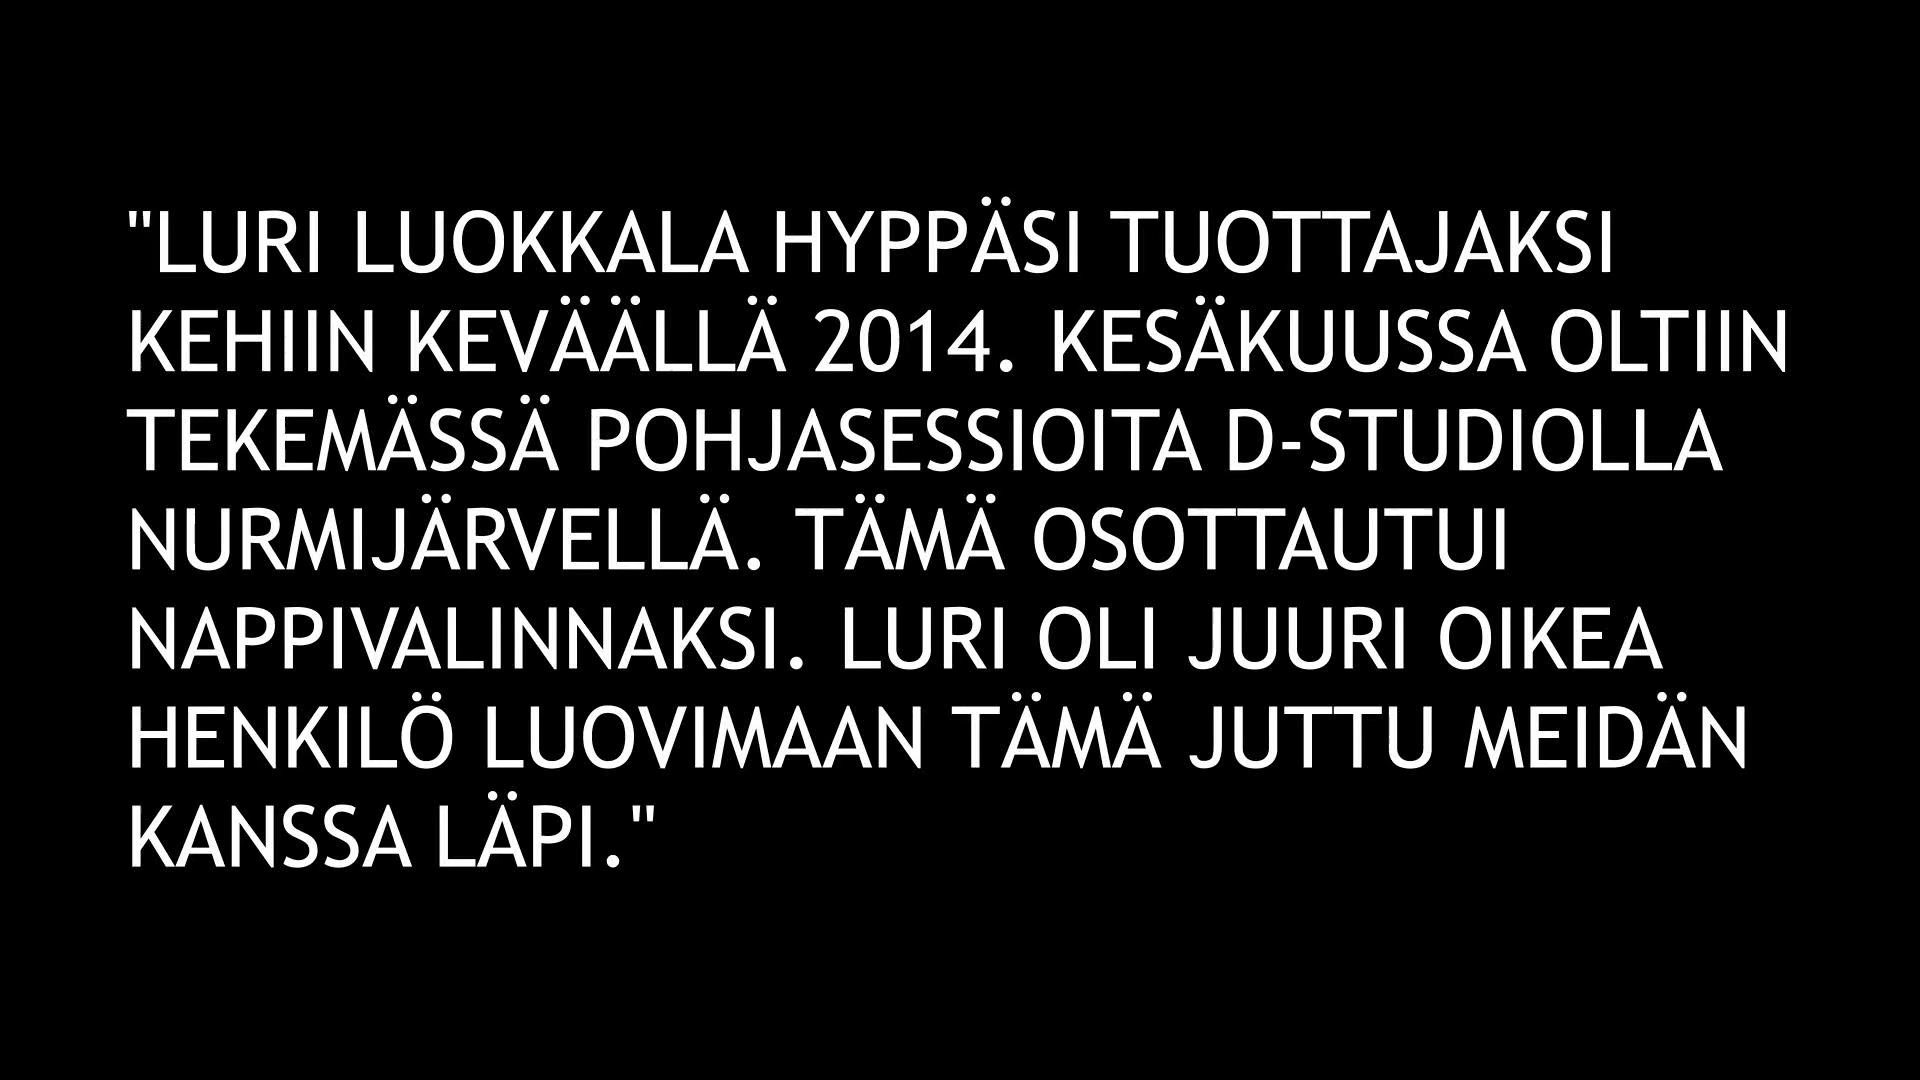 "LURI LUOKKALA HYPPÄSI TUOTTAJAKSI
KEHIIN KEVÄÄLLÄ 2014. KESÄKUUSSA OLTIIN
TEKEMÄSSÄ POHJASESSIOITA D-STUDIOLLA
NURMIJÄRVELLÄ. TÄMÄ OSOTTAUTUI
NAPPIVALINNAKSI. LURI OLI JUURI OIKEA
HENKILÖ LUOVIMAAN TÄMÄ JUTTU MEIDÄN
KANSSA LÄPI."